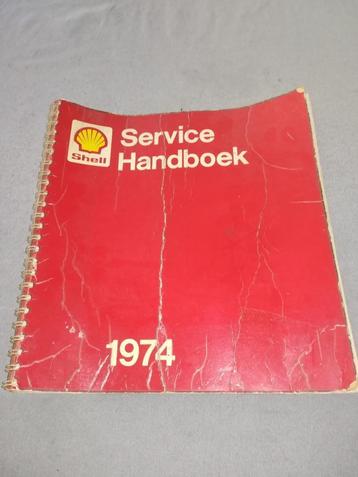 Shell
Service
Handboek
1974